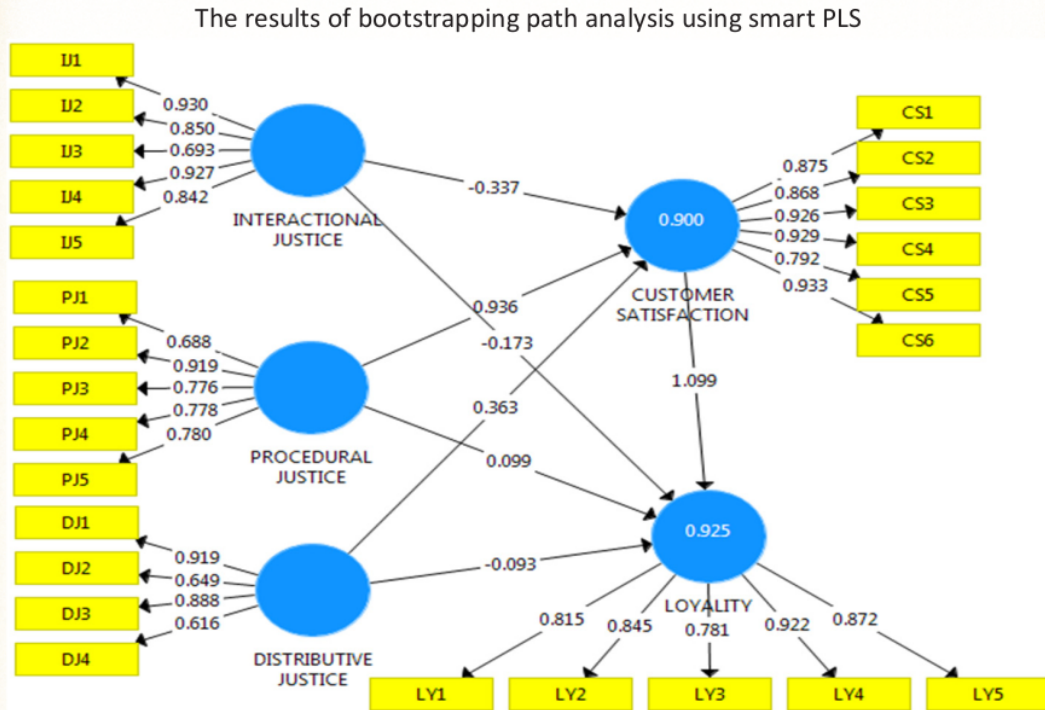 The results of bootstrapping path analysis using smart PLS
IJ1
IJ2
IJ3
IJ4
IJ5
0.930
0.850
0.693
0.927
0.842
INTERACTIONAL
JUSTICE
PJ1
PJ2
PJ3
PJ4
PJ5
0.688
0.919
0.776
0.778
0.780
PROCEDURAL
JUSTICE
DJ1
DJ2
DJ3
DJ4
0.919
0.649
0.888
0.616
DISTRIBUTIVE
JUSTICE
-0.337
0.936
-0.173
0.363
0.099
-0.093
0.900
CUSTOMER
SATISFACTION
0.875
0.868
0.926
0.929
0.792
0.933
CS1
CS2
CS3
CS4
CS5
CS6
1.099
0.925
LOYALITY
0.815
0.845
0.781
0.922
0.872
LY1
LY2
LY3
LY4
LY5